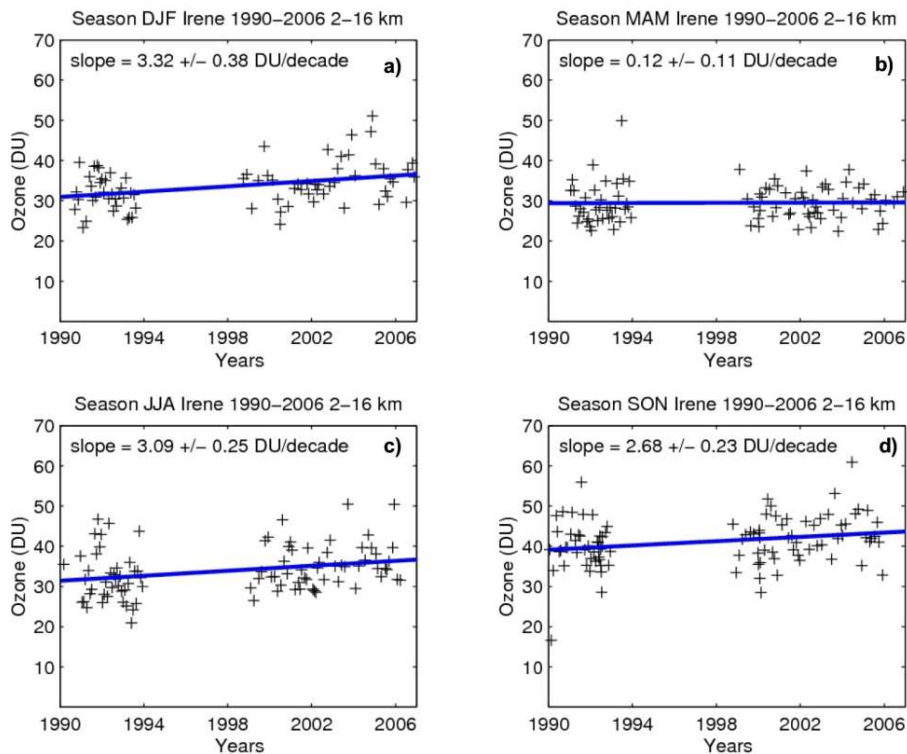 Season DJF Irene 1990−2006 2−16 km
70
slope = 3.32 +/− 0.38 DU/decade a)
60
50
40
30
20
10
Ozone (DU)
1990 1994 1998 2002 2006
Years
Season MAM Irene 1990−2006 2−16 km
70
slope = 0.12 +/− 0.11 DU/decade b)
60
50
40
30
20
10
Ozone (DU)
1990 1994 1998 2002 2006
Years
Season JJA Irene 1990−2006 2−16 km
70
slope = 3.09 +/− 0.25 DU/decade c)
60
50
40
30
20
10
Ozone (DU)
1990 1994 1998 2002 2006
Years
Season SON Irene 1990−2006 2−16 km
70
slope = 2.68 +/− 0.23 DU/decade d)
60
50
40
30
20
10
Ozone (DU)
1990 1994 1998 2002 2006
Years